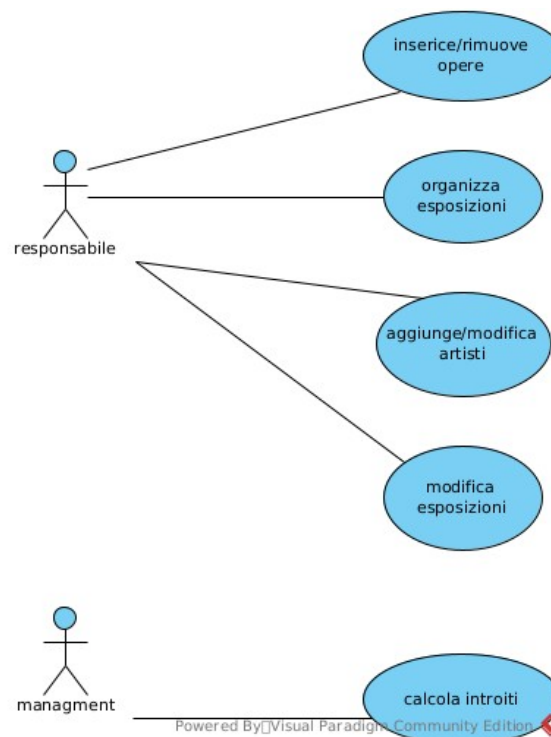 inserice/rimuove
opere
organizza
esposizioni
responsabile
aggiunge/modifica
artisti
modifica
esposizioni
managment
calcola introiti
Powered By Visual Paradigm Community Edition